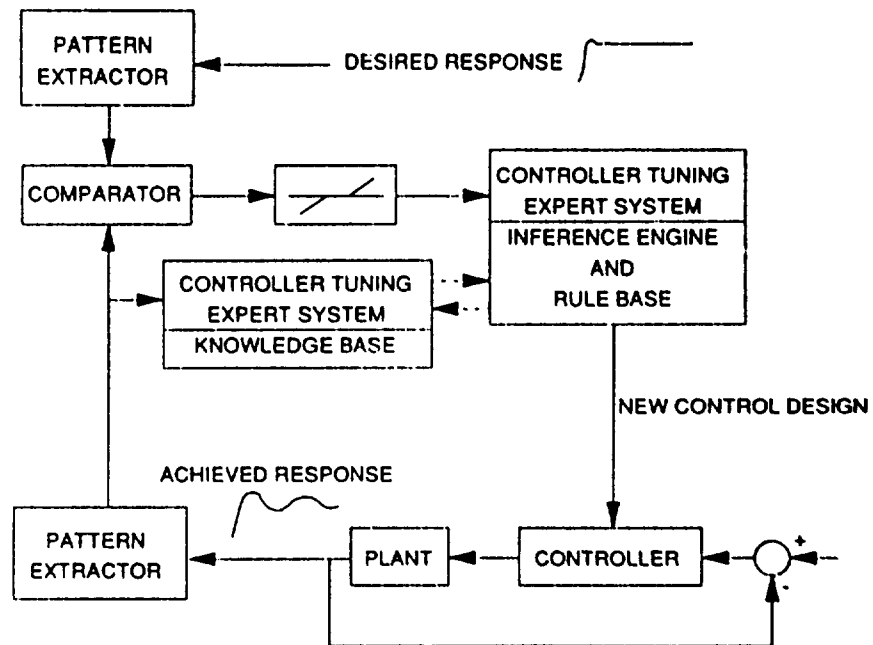 PATTERN
EXTRACTOR
DESIRED RESPONSE
COMPARATOR
CONTROLLER TUNING
EXPERT SYSTEM
INFERENCE ENGINE
AND
RULE BASE
CONTROLLER TUNING
EXPERT SYSTEM
KNOWLEDGE BASE
NEW CONTROL DESIGN
ACHIEVED RESPONSE
PATTERN
EXTRACTOR
PLANT
CONTROLLER
+
-